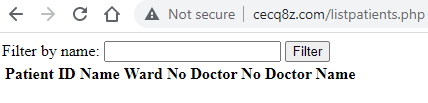 Not secure | cecq8z.com/listpatients.php
Filter by name: Filter
Patient ID Name Ward No Doctor No Doctor Name